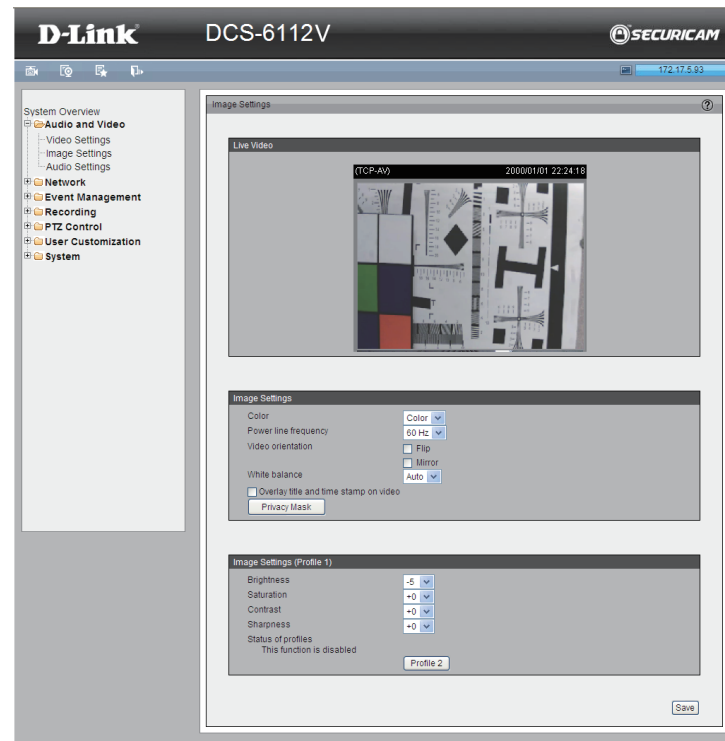 D-Link
DCS-6112V
SECURICAM
172.17.5.93
System Overview
Audio and Video
Video Settings
Image Settings
Audio Settings
Network
Event Management
Recording
PTZ Control
User Customization
System
Image Settings
?
Live Video
(TCP-AV) 2000/01/01 22:24:18
Image Settings
Color Color
Power line frequency 60 Hz
Video orientation Flip
Mirror
White balance Auto
Overlay title and time stamp on video
Privacy Mask
Image Settings (Profile 1)
Brightness -5
Saturation +0
Contrast +0
Sharpness +0
Status of profiles
This function is disabled
Profile 2
Save